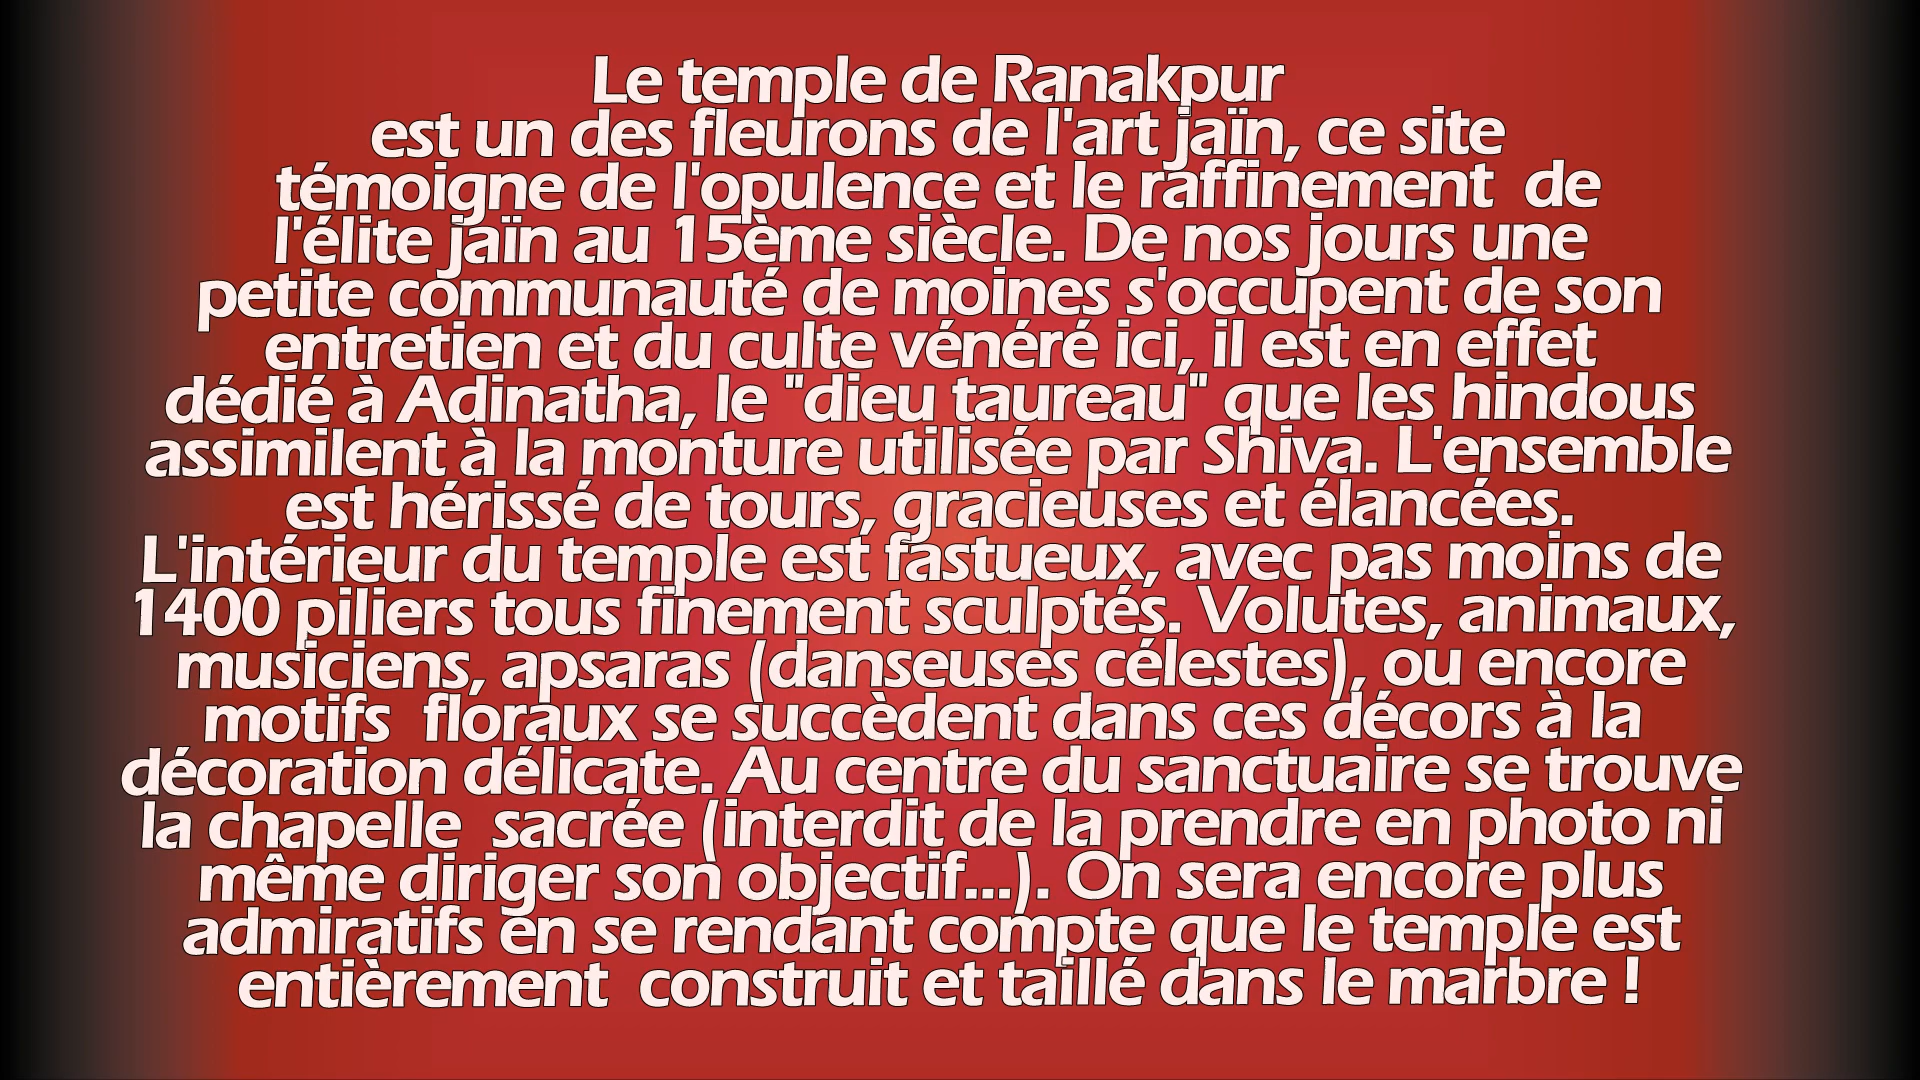 Le temple de Ranakpur
est un des fleurons de l'art jaïn, ce site
témoigne de l'opulence et le raffinement  de
l'élite jaïn au 15ème siècle. De nos jours une
petite communauté de moines s'occupent de son
entretien et du culte vénéré ici, il est en effet
dédié à Adinatha, le "dieu taureau" que les hindous
assimilent à la monture utilisée par Shiva. L'ensemble
est hérissé de tours, gracieuses et élancées.
L'intérieur du temple est fastueux, avec pas moins de
1400 piliers tous finement sculptés. Volutes, animaux,
musiciens, apsaras (danseuses célestes), ou encore
motifs  floraux se succèdent dans ces décors à la
décoration délicate. Au centre du sanctuaire se trouve
la chapelle  sacrée (interdit de la prendre en photo ni
même diriger son objectif...). On sera encore plus
admiratifs en se rendant compte que le temple est
entièrement  construit et taillé dans le marbre !